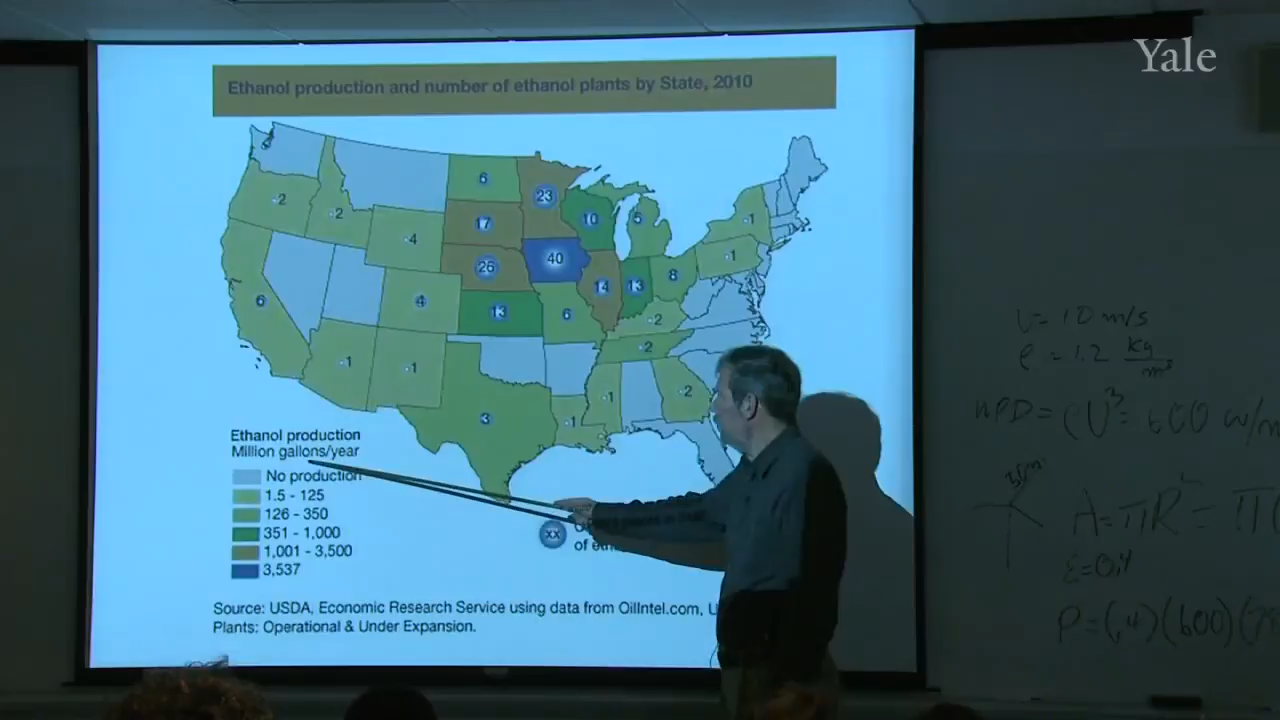 Yale
Ethanol production and number of ethanol plants by State, 2010
6
23
2
2
17
10
5
1
4
40
1
26
8
14
13
6
4
13
6
2
2
1
1
2
1
3
1
Ethanol production
Million gallons/year
No production
1.5 - 125
126 - 350
351 - 1,000
1,001 - 3,500
3,537
xx
of
Source: USDA, Economic Research Service using data from OilIntel.com,
Plants: Operational & Under Expansion.
U = 10 m/s
ρ = 1.2 kg/m³
= 600 w/m
A = πR² = π
ε = 0.4
P = (.4)(600)(